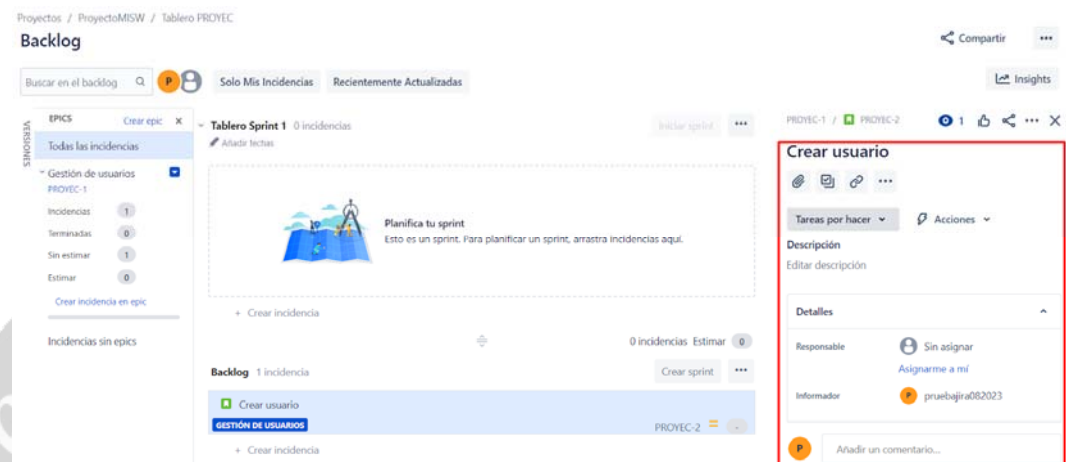 Proyectos / ProyectoMISW / Tablero PROYEC
Backlog
Compartir
Buscar en el backlog
P
Solo Mis Incidencias
Recientemente Actualizadas
Insights
VERSIONES
EPICS
Crear epic X
Todas las incidencias
Gestión de usuarios
PROYEC-1
Incidencias 1
Terminadas 0
Sin estimar 1
Estimar 0
Crear incidencia en epic
Incidencias sin epics
Tablero Sprint 1 0 incidencias
Iniciar sprint
Añadir fechas
Planifica tu sprint
Esto es un sprint. Para planificar un sprint, arrastra incidencias aquí.
+ Crear incidencia
0 incidencias Estimar 0
Backlog 1 incidencia
Crear sprint
Crear usuario
GESTIÓN DE USUARIOS
PROYEC-2 -
+ Crear incidencia
PROYEC-1 / PROYEC-2
1
Crear usuario
Tareas por hacer
Acciones
Descripción
Editar descripción
Detalles
Responsable
Sin asignar
Asignarme a mí
Informador
P pruebajira082023
P
Añadir un comentario...